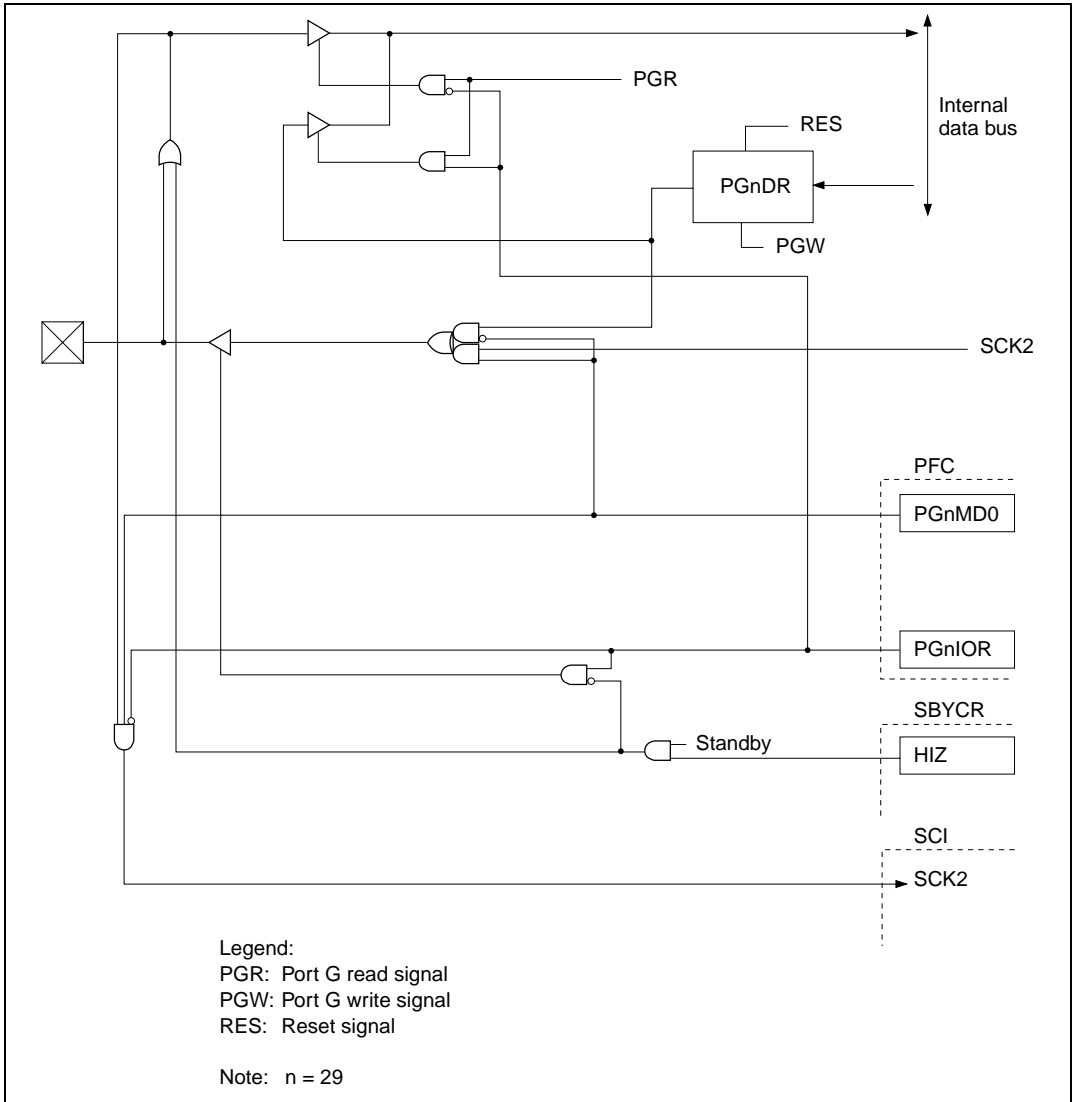 PGR
Internal
data bus
RES
PGnDR
PGW
SCK2
PFC
PGnMD0
PGnIOR
SBYCR
Standby
HIZ
SCI
SCK2
Legend:
PGR: Port G read signal
PGW: Port G write signal
RES: Reset signal
Note: n = 29